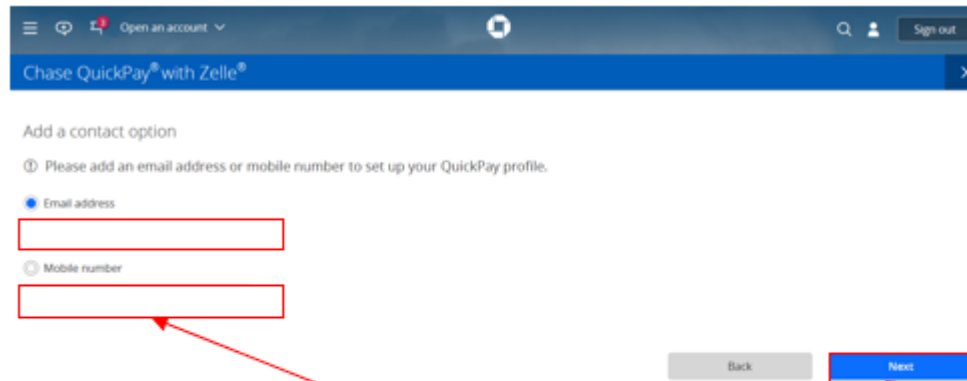 3
Open an account
Sign out
Chase QuickPay® with Zelle®
Add a contact option
Please add an email address or mobile number to set up your QuickPay profile.
Email address
Mobile number
Back
Next